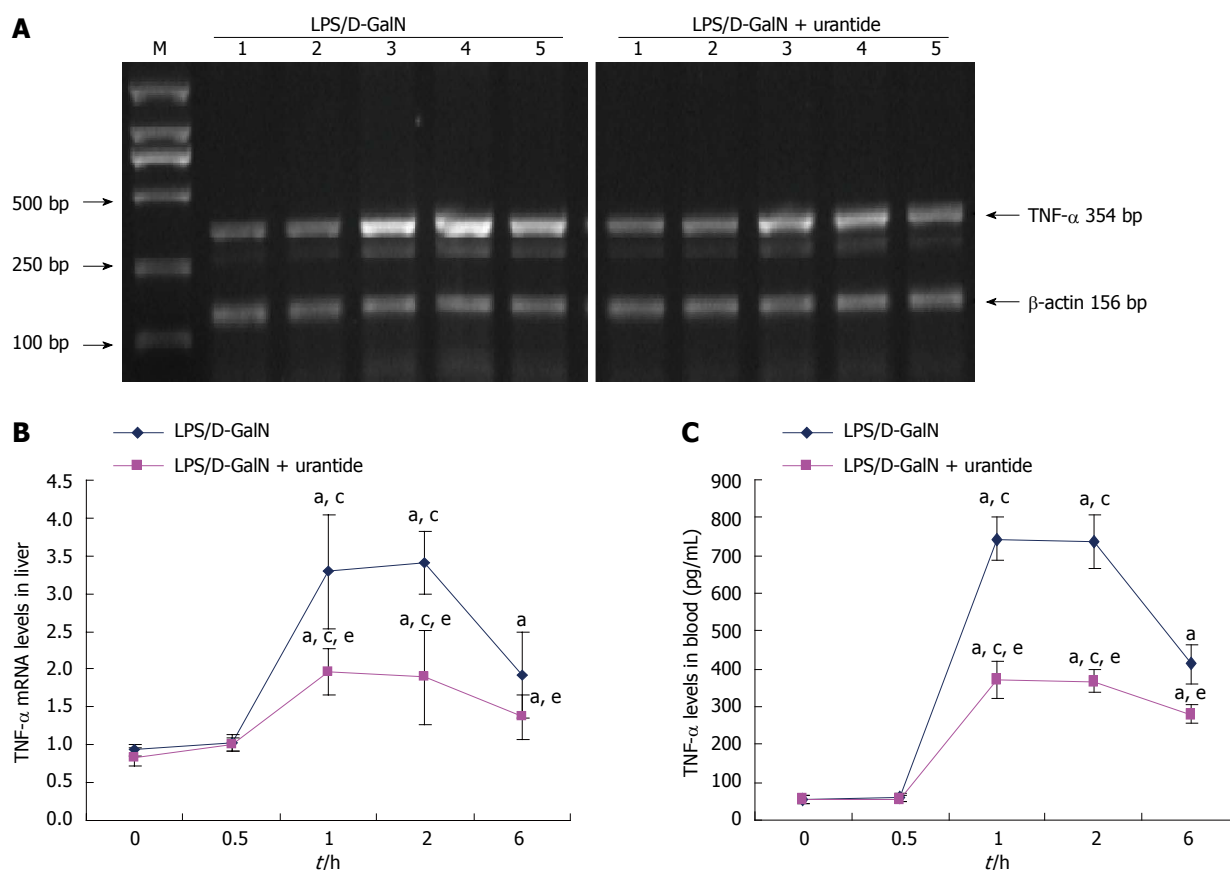 A
LPS/D-GalN
LPS/D-GalN + urantide
M 1 2 3 4 5 1 2 3 4 5
500 bp
TNF-α 354 bp
250 bp
β-actin 156 bp
100 bp
B
LPS/D-GalN
LPS/D-GalN + urantide
TNF-α mRNA levels in liver
4.5
4.0
3.5
3.0
2.5
2.0
1.5
1.0
0.5
0.0
a, c
a, c
a, c, e
a, c, e
a
a, e
0 0.5 1 2 6
t/h
C
LPS/D-GalN
LPS/D-GalN + urantide
TNF-α levels in blood (pg/mL)
900
800
700
600
500
400
300
200
100
0
a, c
a, c
a, c, e
a, c, e
a
a, e
0 0.5 1 2 6
t/h